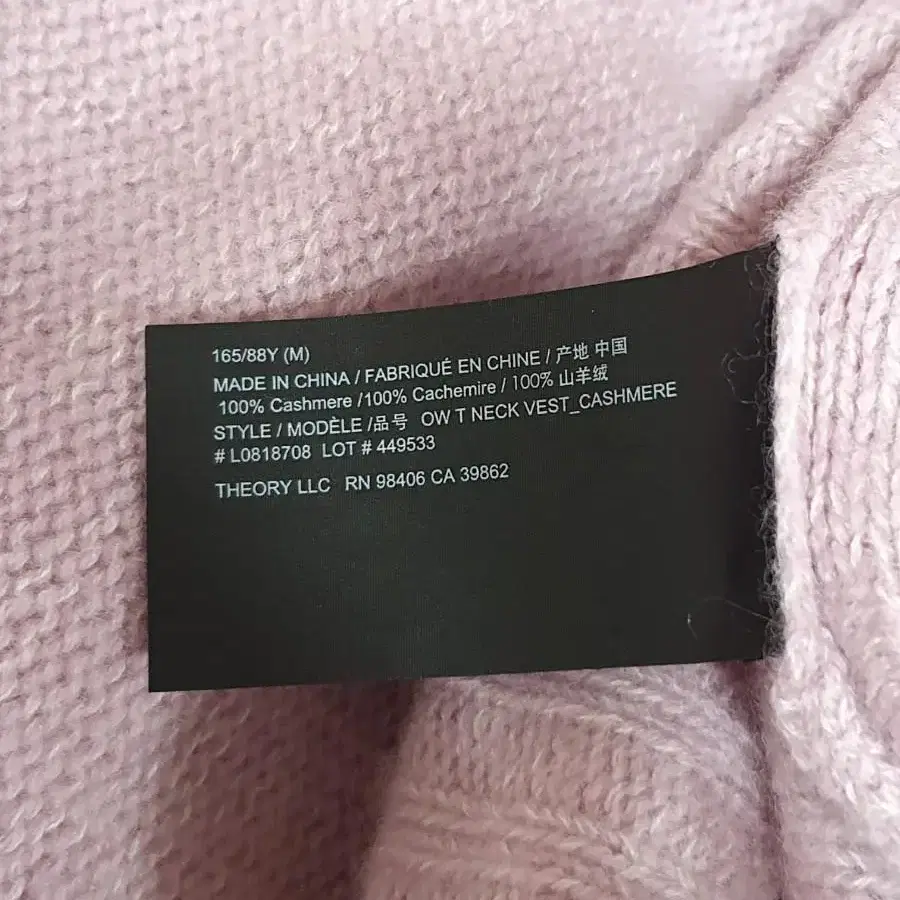 165/88Y (M)
MADE IN CHINA / FABRIQUÉ EN CHINE / 产地 中国
100% Cashmere /100% Cachemire / 100% 山羊绒
STYLE / MODÈLE /品号 OW T NECK VEST_CASHMERE
# L0818708 LOT # 449533
THEORY LLC RN 98406 CA 39862